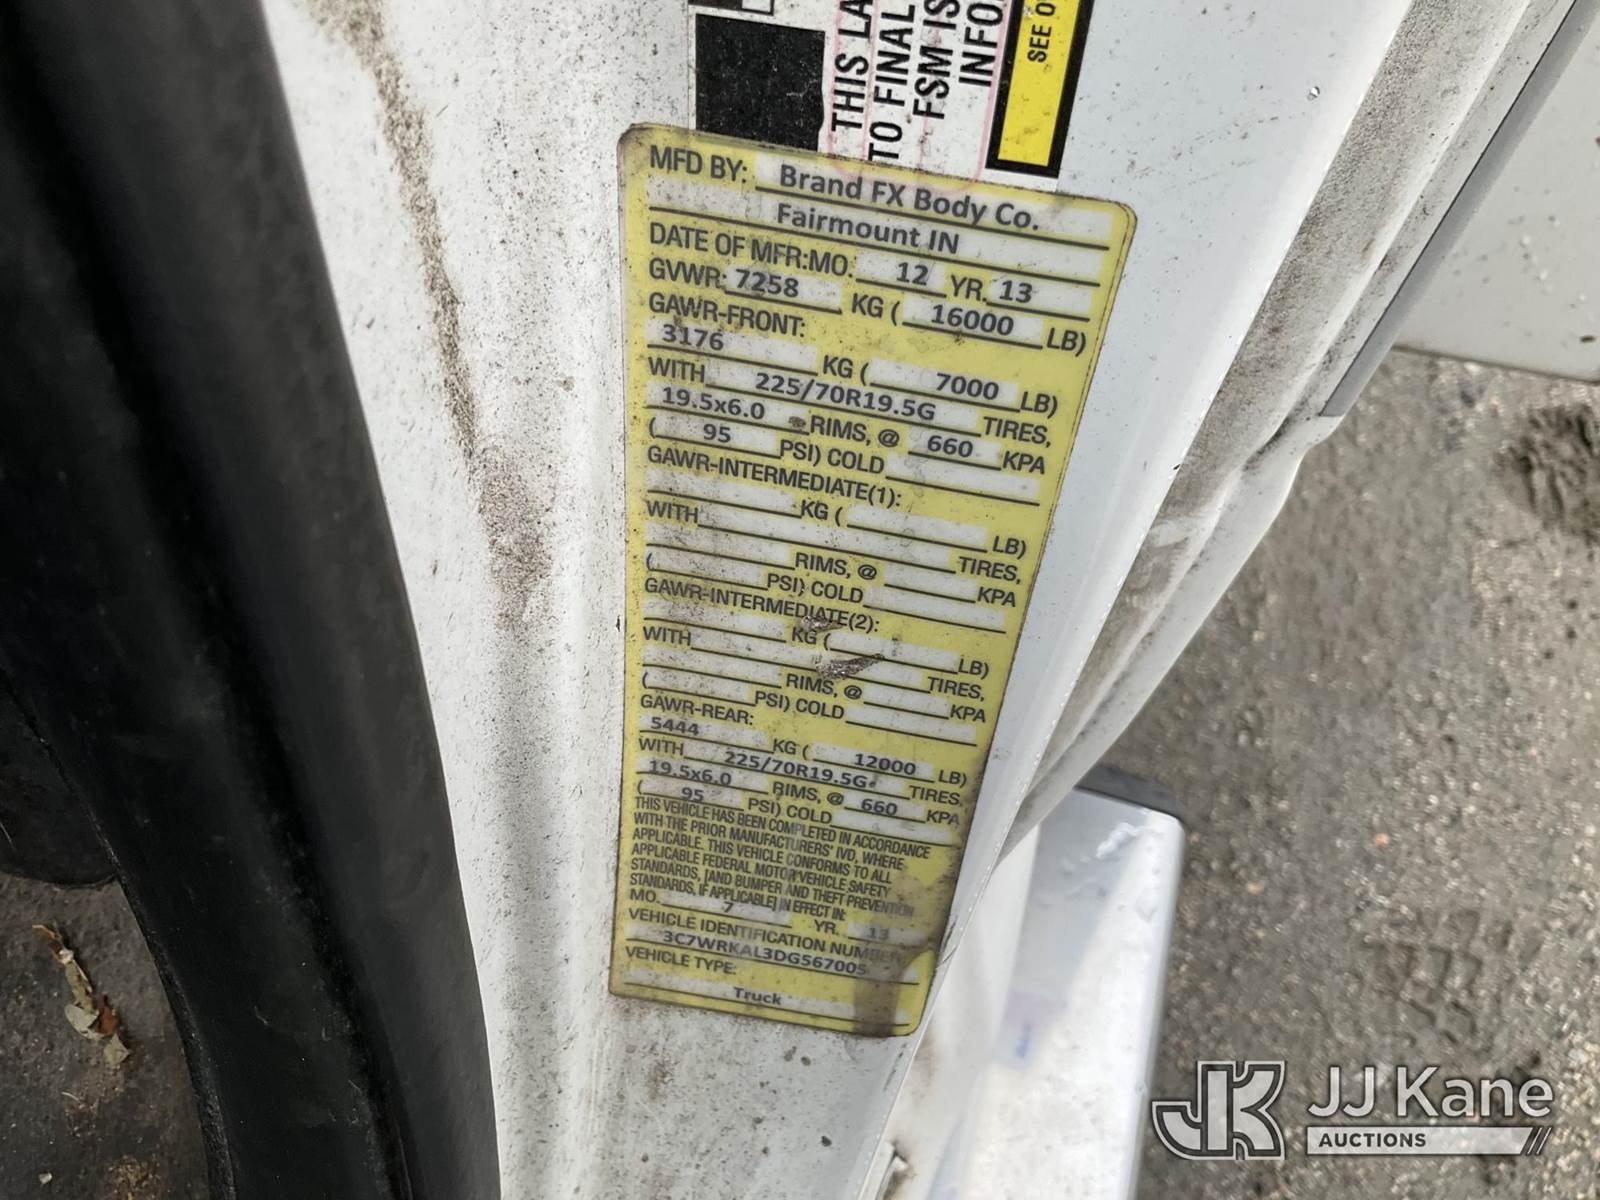 THIS LA
TO FINAL
FSM IS
INFO
SEE O
MFD BY: Brand FX Body Co.
Fairmount IN
DATE OF MFR:MO. 12 YR. 13
GVWR: 7258 KG ( 16000 LB)
GAWR-FRONT:
3176 KG ( 7000 LB)
WITH 225/70R19.5G TIRES,
19.5x6.0 RIMS, @ 660 KPA
( 95 PSI) COLD
GAWR-INTERMEDIATE(1):
KG ( LB)
WITH TIRES,
RIMS, @ KPA
( PSI) COLD
GAWR-INTERMEDIATE(2):
KG ( LB)
WITH TIRES,
RIMS, @ KPA
( PSI) COLD
GAWR-REAR:
5444 KG ( 12000 LB)
WITH 225/70R19.5G TIRES,
19.5x6.0 RIMS, @ 660 KPA
( 95 PSI) COLD
THIS VEHICLE HAS BEEN COMPLETED IN ACCORDANCE
WITH THE PRIOR MANUFACTURERS' IVD, WHERE
APPLICABLE. THIS VEHICLE CONFORMS TO ALL
APPLICABLE FEDERAL MOTOR VEHICLE SAFETY
STANDARDS, [AND BUMPER AND THEFT PREVENTION
STANDARDS, IF APPLICABLE] IN EFFECT IN:
MO. 7 YR. 13
VEHICLE IDENTIFICATION NUMBER
3C7WRKAL3DG567005
VEHICLE TYPE:
Truck
JK JJ Kane
AUCTIONS